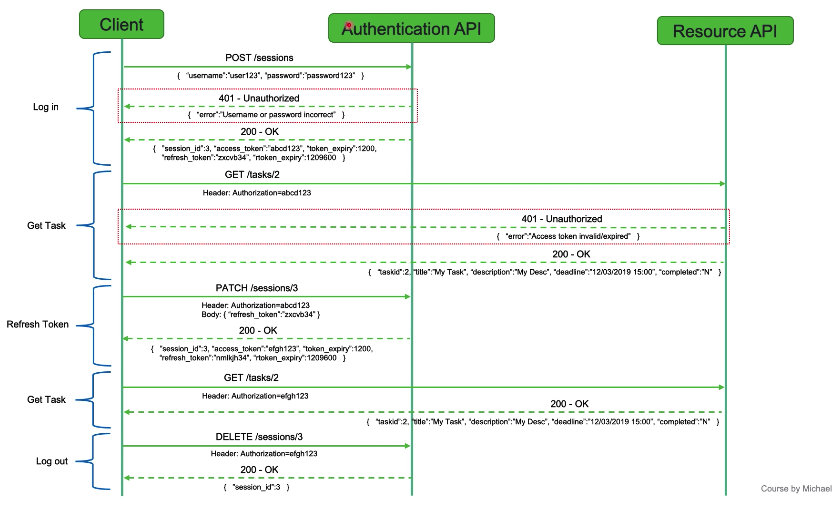 Client
Authentication API
Resource API
Log in
POST /sessions
{ "username":"user123", "password":"password123" }
401 - Unauthorized
{ "error":"Username or password incorrect" }
200 - OK
{ "session_id":3, "access_token":"abcd123", "token_expiry":1200,
"refresh_token":"zxcvb34", "rtoken_expiry":1209600 }
Get Task
GET /tasks/2
Header: Authorization=abcd123
401 - Unauthorized
{ "error":"Access token invalid/expired" }
200 - OK
{ "taskid":2, "title":"My Task", "description":"My Desc", "deadline":"12/03/2019 15:00", "completed":"N" }
Refresh Token
PATCH /sessions/3
Header: Authorization=abcd123
Body: { "refresh_token":"zxcvb34" }
200 - OK
{ "session_id":3, "access_token":"efgh123", "token_expiry":1200,
"refresh_token":"nmlkjh34", "rtoken_expiry":1209600 }
Get Task
GET /tasks/2
Header: Authorization=efgh123
200 - OK
{ "taskid":2, "title":"My Task", "description":"My Desc", "deadline":"12/03/2019 15:00", "completed":"N" }
Log out
DELETE /sessions/3
Header: Authorization=efgh123
200 - OK
{ "session_id":3 }
Course by Michael